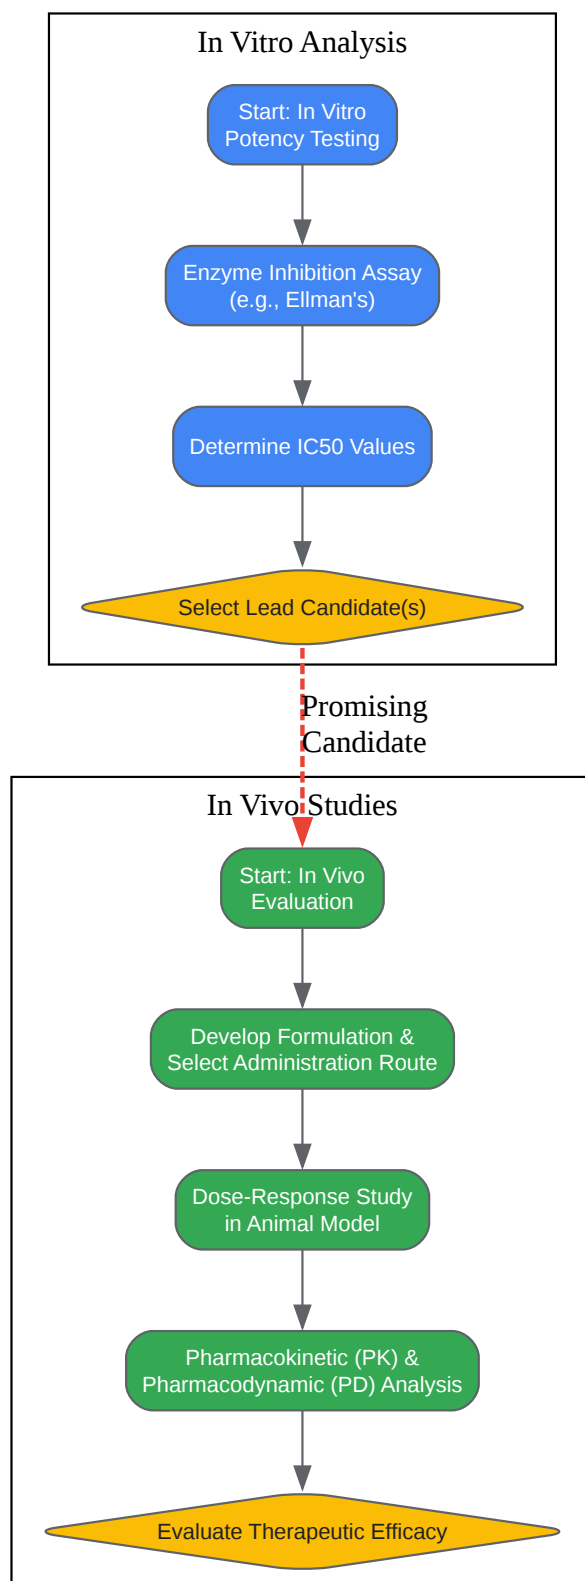 In Vitro Analysis
Start: In Vitro
Potency Testing
Enzyme Inhibition Assay
(e.g., Ellman's)
Determine IC50 Values
Select Lead Candidate(s)
Promising
Candidate
In Vivo Studies
Start: In Vivo
Evaluation
Develop Formulation &
Select Administration Route
Dose-Response Study
in Animal Model
Pharmacokinetic (PK) &
Pharmacodynamic (PD) Analysis
Evaluate Therapeutic Efficacy